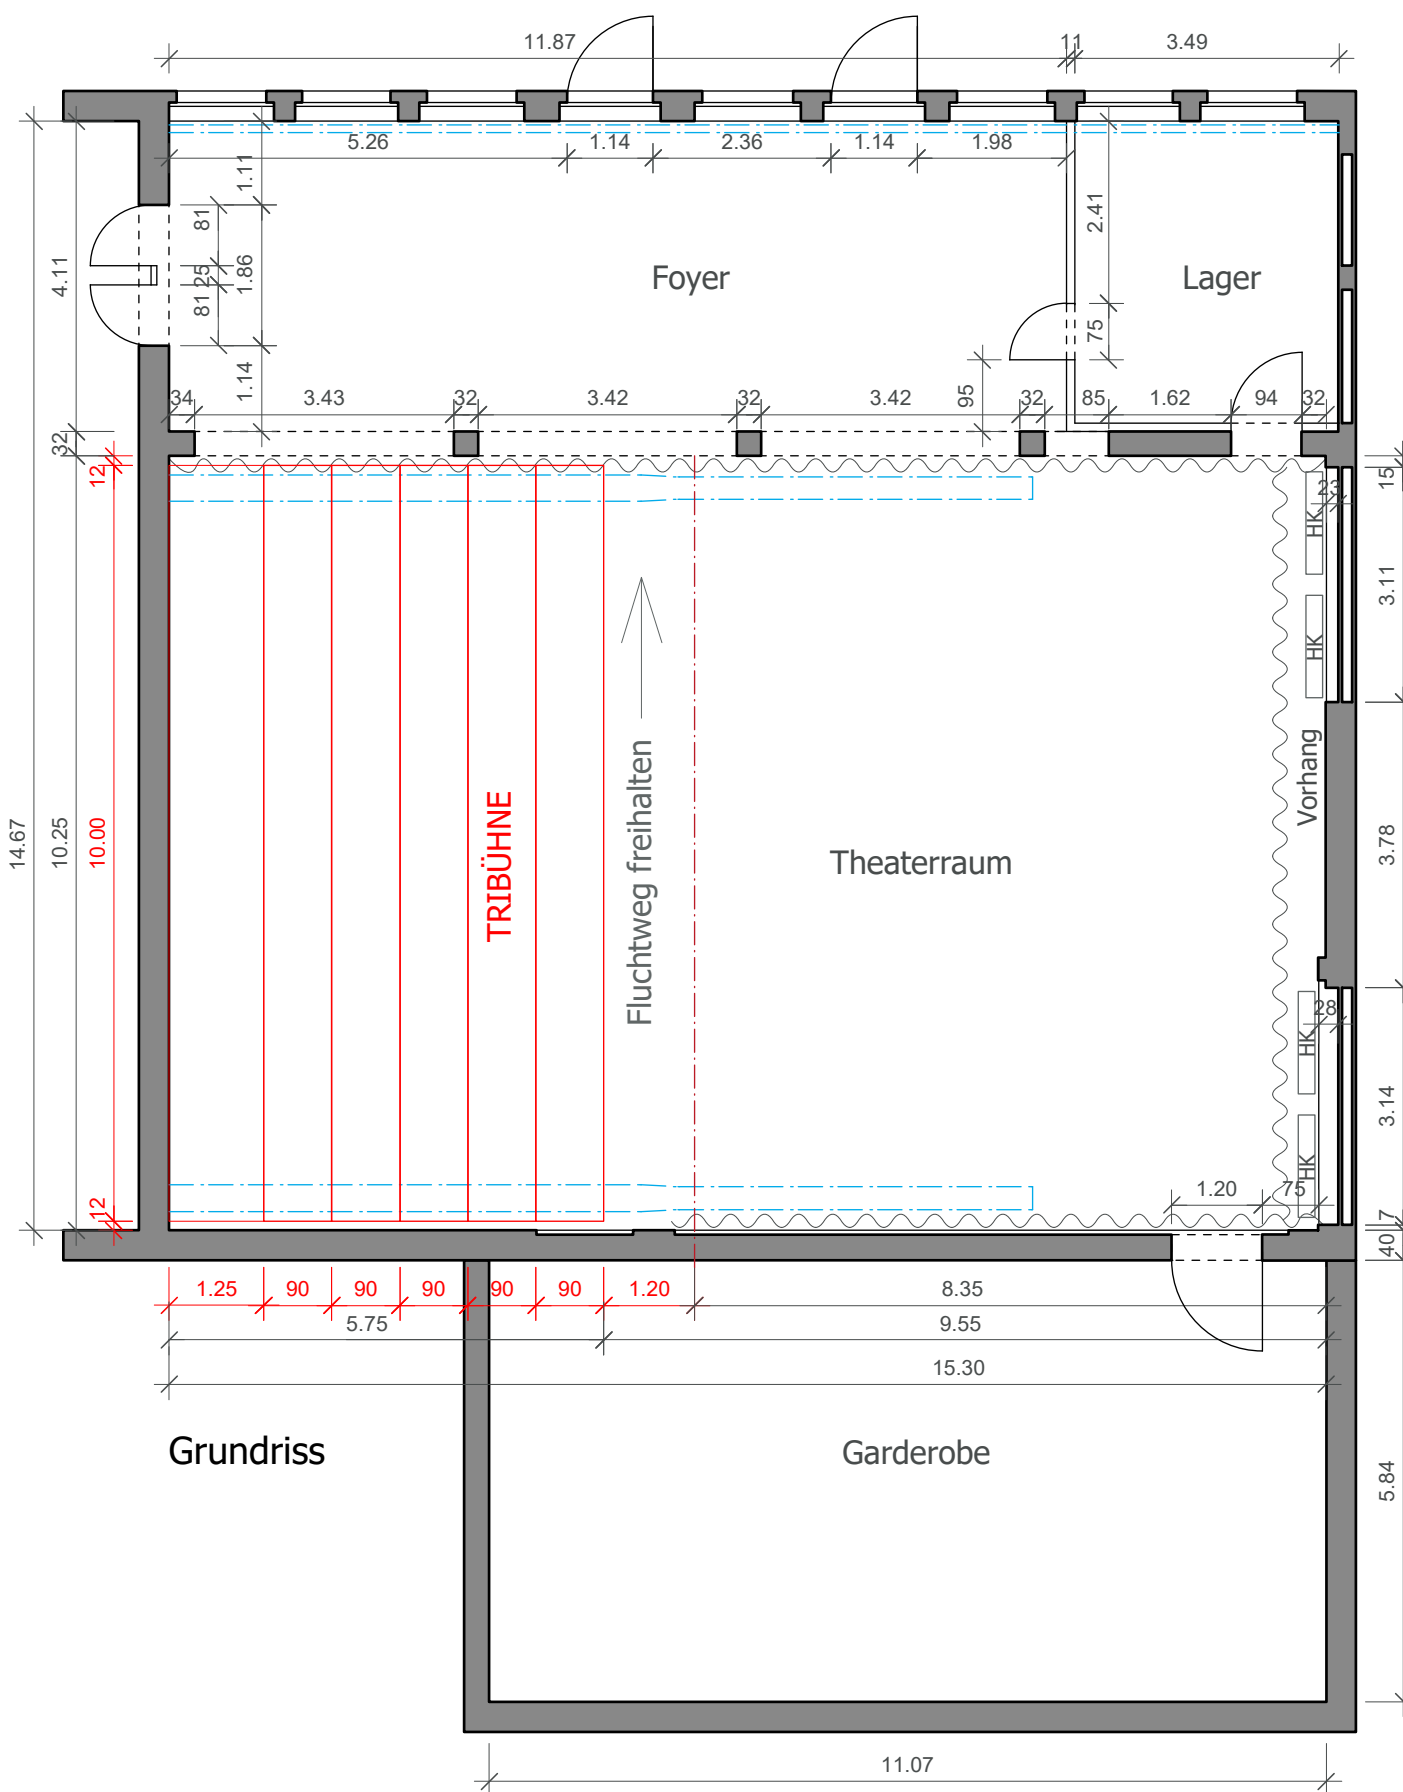 11.87 11 3.49
5.26 1.14 2.36 1.14 1.98
1.11
81
25
81
1.86
1.14
4.11
32
2.41
75
95
Foyer
Lager
34 3.43 32 3.42 32 3.42 32 85 1.62 94 32
12
10.00
12
14.67
10.25
TRIBÜHNE
Fluchtweg freihalten
Theaterraum
Vorhang
HK
HK
HK
HK
23
28
15
3.11
3.78
3.14
7
40
1.20 75
1.25 90 90 90 90 90 1.20 8.35
5.75 9.55
15.30
Grundriss
Garderobe
5.84
11.07